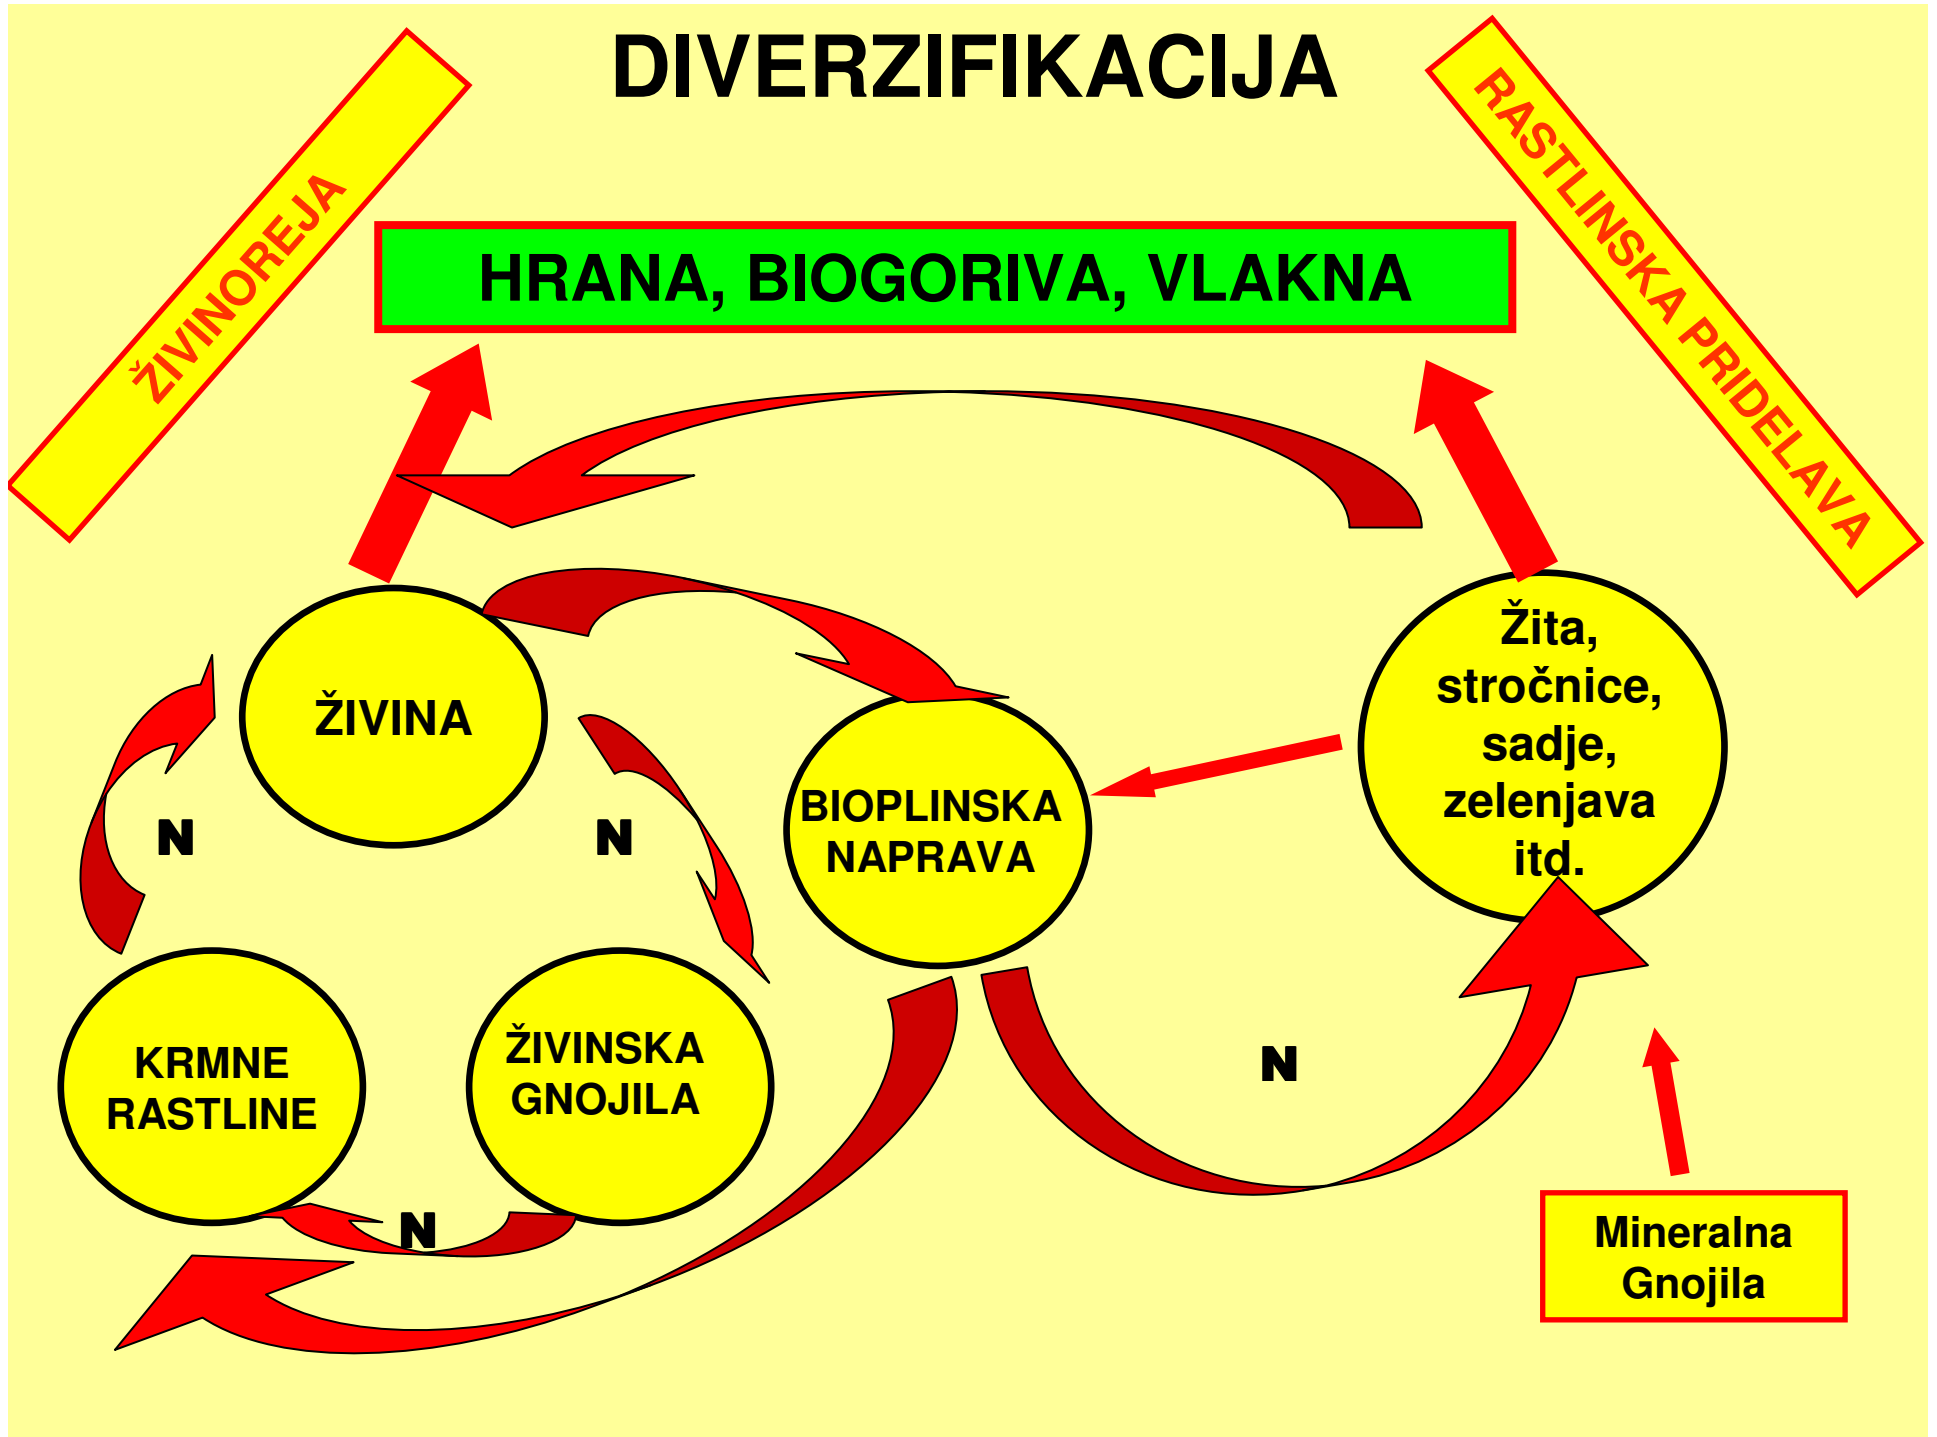 DIVERZIFIKACIJA
ŽIVINOREJA
RASTLINSKA PRIDELAVA
HRANA, BIOGORIVA, VLAKNA
ŽIVINA
Žita,
stročnice,
sadje,
zelenjava
itd.
BIOPLINSKA
NAPRAVA
N
N
KRMNE
RASTLINE
ŽIVINSKA
GNOJILA
N
N
Mineralna
Gnojila